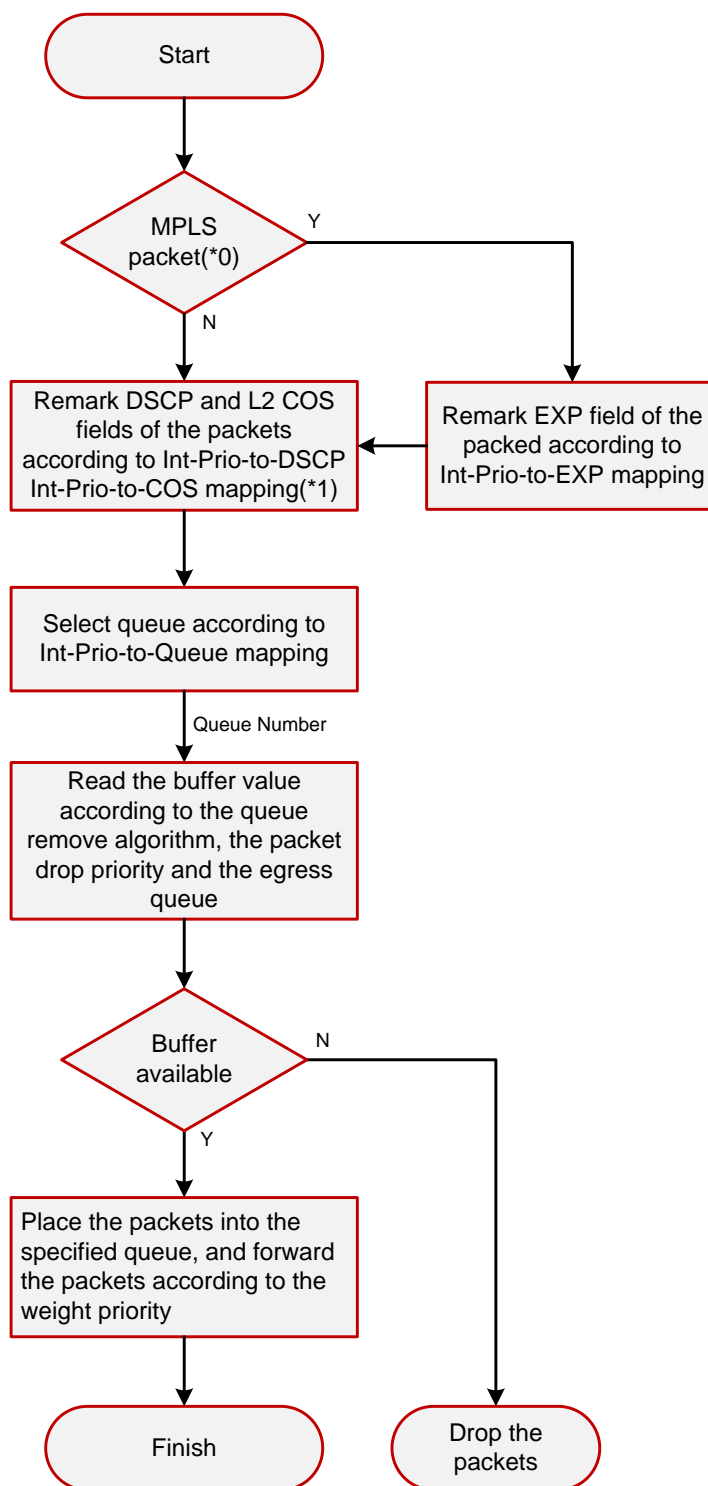 Start
MPLS
packet(*0)
Y
N
Remark DSCP and L2 COS
fields of the packets
according to Int-Prio-to-DSCP
Int-Prio-to-COS mapping(*1)
Remark EXP field of the
packed according to
Int-Prio-to-EXP mapping
Select queue according to
Int-Prio-to-Queue mapping
Queue Number
Read the buffer value
according to the queue
remove algorithm, the packet
drop priority and the egress
queue
Buffer
available
N
Y
Place the packets into the
specified queue, and forward
the packets according to the
weight priority
Finish
Drop the
packets